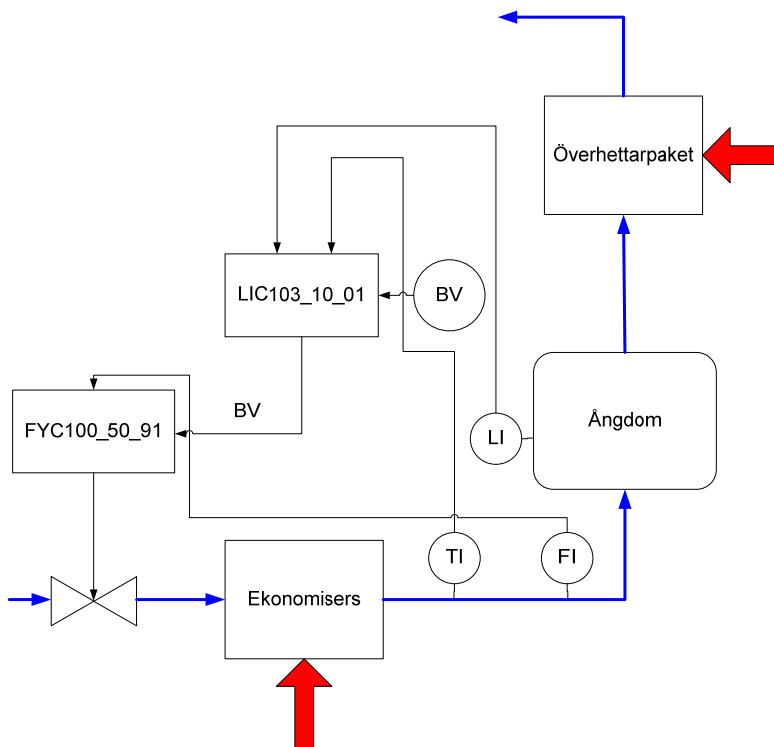 Överhettarpaket
LIC103_10_01
BV
BV
FYC100_50_91
LI
Ångdom
TI
FI
Ekonomisers